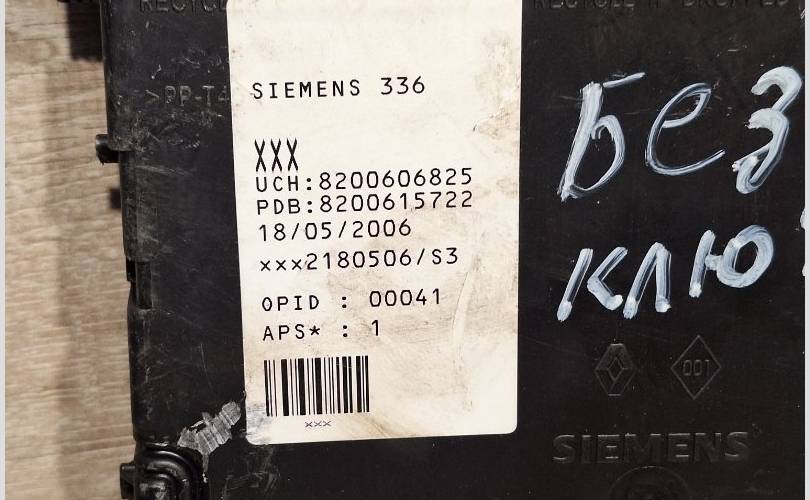 SIEMENS 336
XXX
UCH:8200606825
PDB:8200615722
18/05/2006
xxx2180506/S3
OPID : 00041
APS* : 1
xxx
Без
КЛЮ
001
SIEMENS